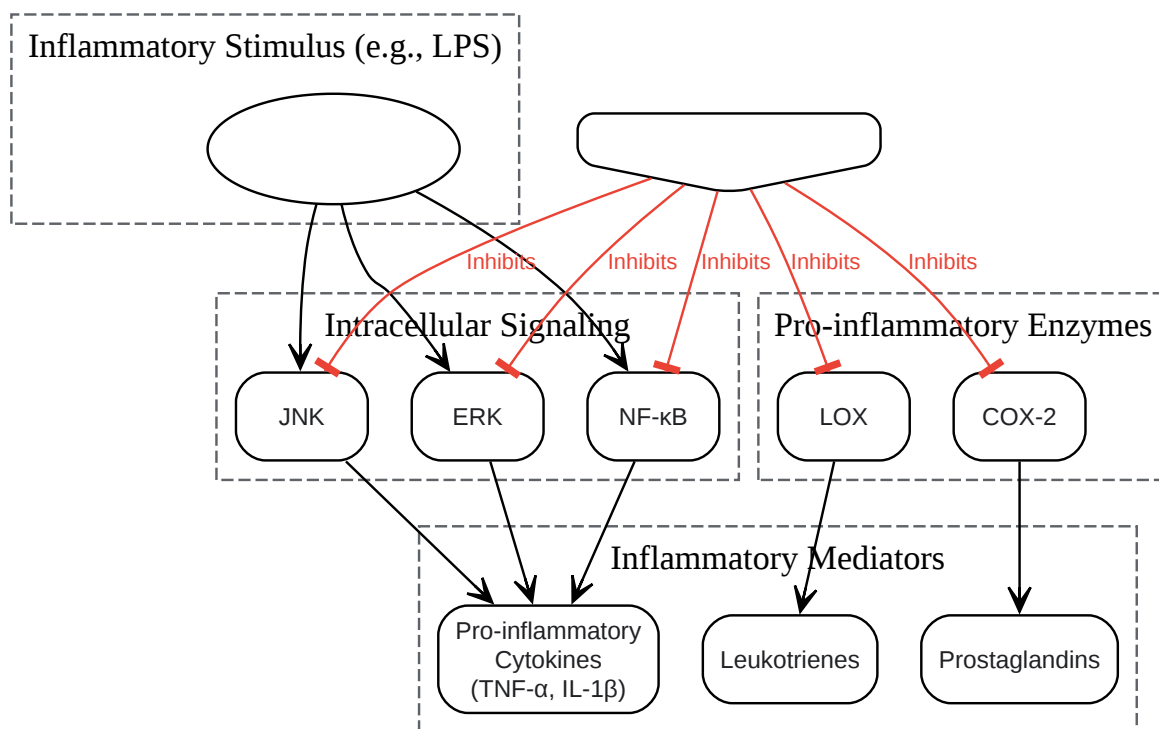 Inflammatory Stimulus (e.g., LPS)
Inhibits Inhibits Inhibits Inhibits Inhibits
Intracellular Signaling
Pro-inflammatory Enzymes
JNK
ERK
NF-κB
LOX
COX-2
Inflammatory Mediators
Pro-inflammatory
Cytokines
(TNF-α, IL-1β)
Leukotrienes
Prostaglandins